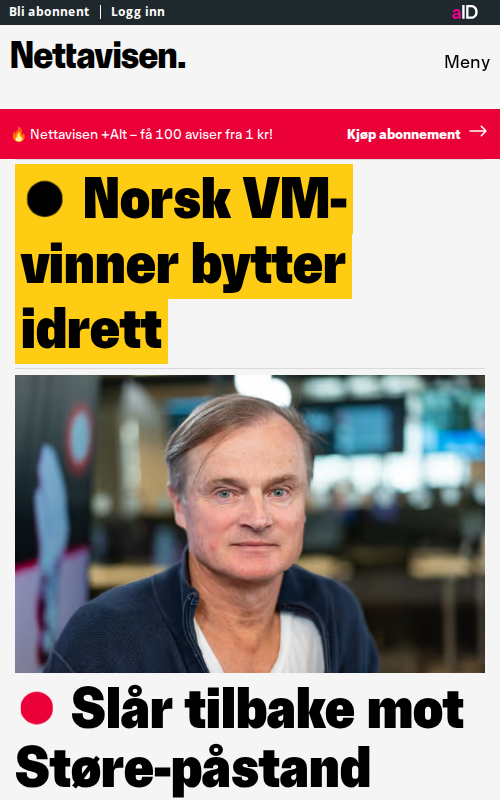 Bli abonnent | Logg inn
aID
Nettavisen.
Meny
🔥 Nettavisen +Alt – få 100 aviser fra 1 kr!
Kjøp abonnement →
Norsk VM-
vinner bytter
idrett
Slår tilbake mot
Støre-påstand